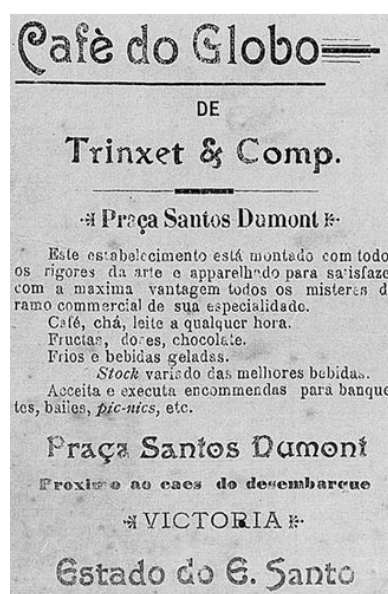 Cafè do Globo
DE
Trinxet & Comp.
Praça Santos Dumont
Este estabelecimento está montado com todo
os rigores da arte e apparelhado para satisfaze
com a maxima vantagem todos os misteres d
ramo commercial de sua especialidade.
Café, chá, leite a qualquer hora.
Fructas, doces, chocolate.
Frios e bebidas geladas.
Stock variado das melhores bebidas.
Acceita e executa encommendas para banque
tes, bailes, pic-nics, etc.
Praça Santos Dumont
Proximo ao caes do desembarque
VICTORIA
Estado do E. Santo